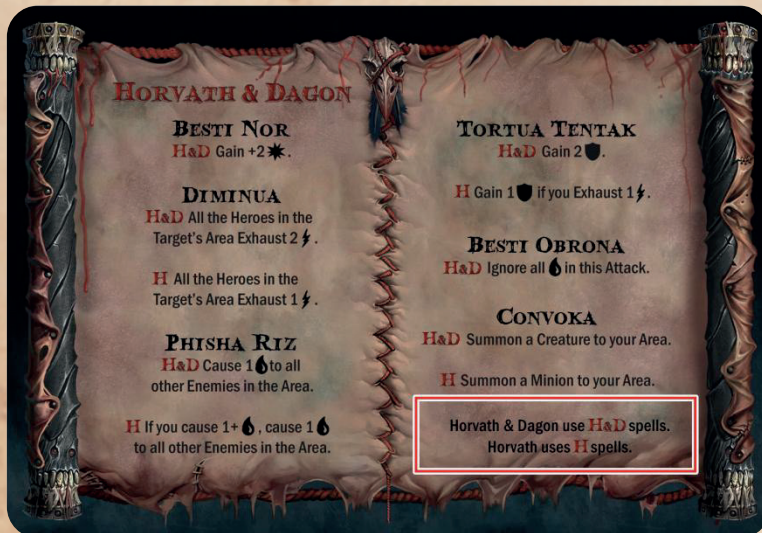 HORVATH & DAGON
BESTI NOR
H&D Gain +2.
DIMINUA
H&D All the Heroes in the
Target's Area Exhaust 2.
H All the Heroes in the
Target's Area Exhaust 1.
PHISHA RIZ
H&D Cause 1 to all
other Enemies in the Area.
H If you cause 1+, cause 1
to all other Enemies in the Area.
TORTUA TENTAK
H&D Gain 2.
H Gain 1 if you Exhaust 1.
BESTI OBRONA
H&D Ignore all in this Attack.
CONVOKA
H&D Summon a Creature to your Area.
H Summon a Minion to your Area.
Horvath & Dagon use H&D spells.
Horvath uses H spells.